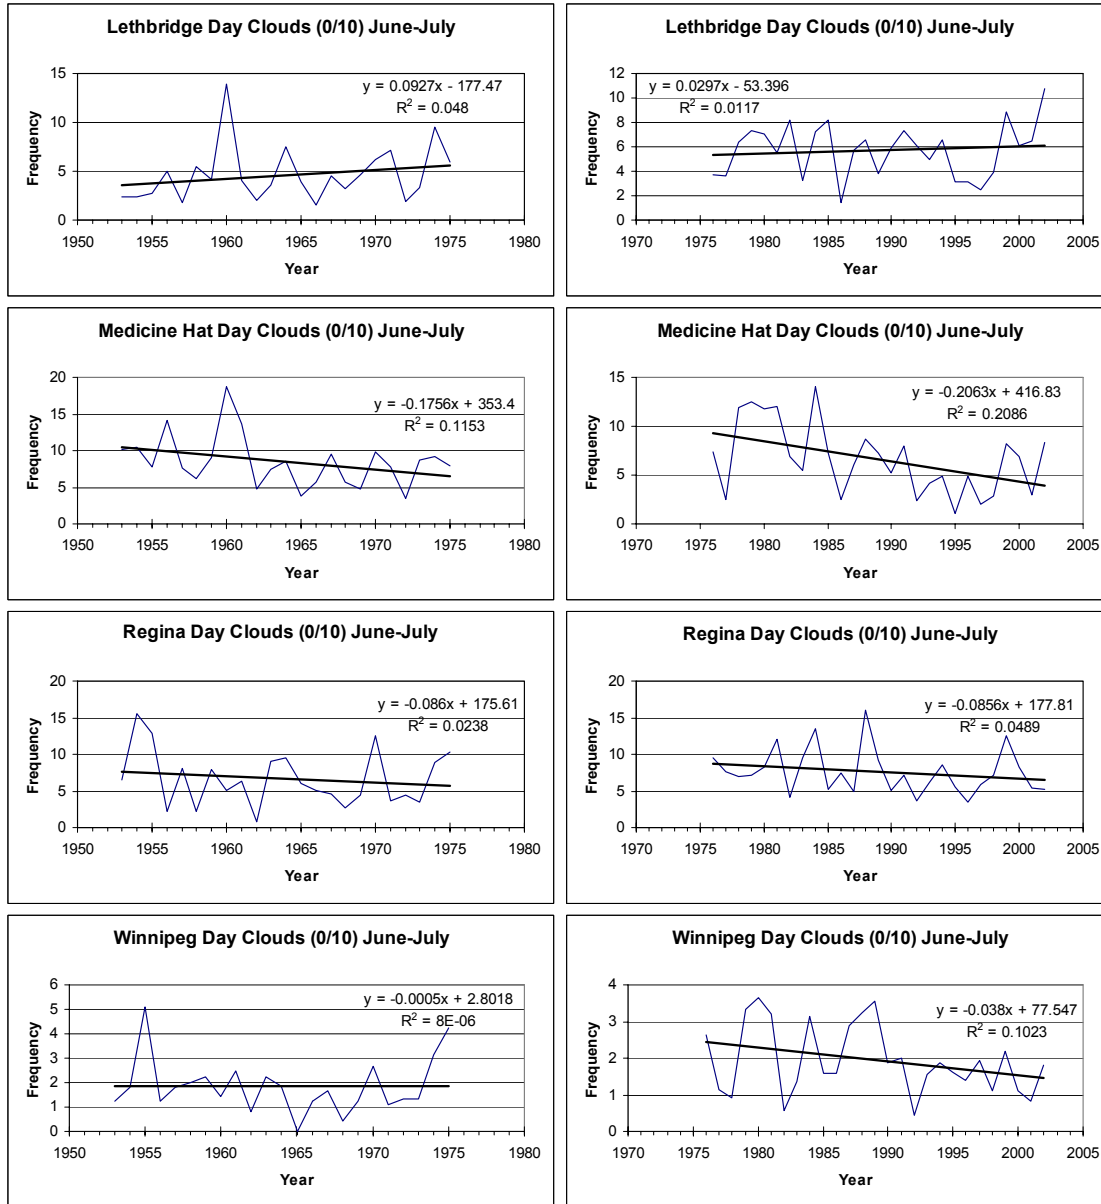 Lethbridge Day Clouds (0/10) June-July
y = 0.0927x - 177.47
R² = 0.048
Frequency
15
10
5
0
1950 1955 1960 1965 1970 1975 1980
Year
Lethbridge Day Clouds (0/10) June-July
y = 0.0297x - 53.396
R² = 0.0117
Frequency
12
10
8
6
4
2
0
1970 1975 1980 1985 1990 1995 2000 2005
Year
Medicine Hat Day Clouds (0/10) June-July
y = -0.1756x + 353.4
R² = 0.1153
Frequency
20
15
10
5
0
1950 1955 1960 1965 1970 1975 1980
Year
Medicine Hat Day Clouds (0/10) June-July
y = -0.2063x + 416.83
R² = 0.2086
Frequency
15
10
5
0
1970 1975 1980 1985 1990 1995 2000 2005
Year
Regina Day Clouds (0/10) June-July
y = -0.086x + 175.61
R² = 0.0238
Frequency
20
15
10
5
0
1950 1955 1960 1965 1970 1975 1980
Year
Regina Day Clouds (0/10) June-July
y = -0.0856x + 177.81
R² = 0.0489
Frequency
20
15
10
5
0
1970 1975 1980 1985 1990 1995 2000 2005
Year
Winnipeg Day Clouds (0/10) June-July
y = -0.0005x + 2.8018
R² = 8E-06
Frequency
6
5
4
3
2
1
0
1950 1955 1960 1965 1970 1975 1980
Year
Winnipeg Day Clouds (0/10) June-July
y = -0.038x + 77.547
R² = 0.1023
Frequency
4
3
2
1
0
1970 1975 1980 1985 1990 1995 2000 2005
Year